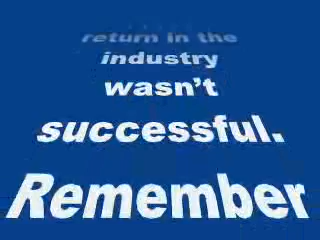 return in the
industry
wasn't
successful.
Remember